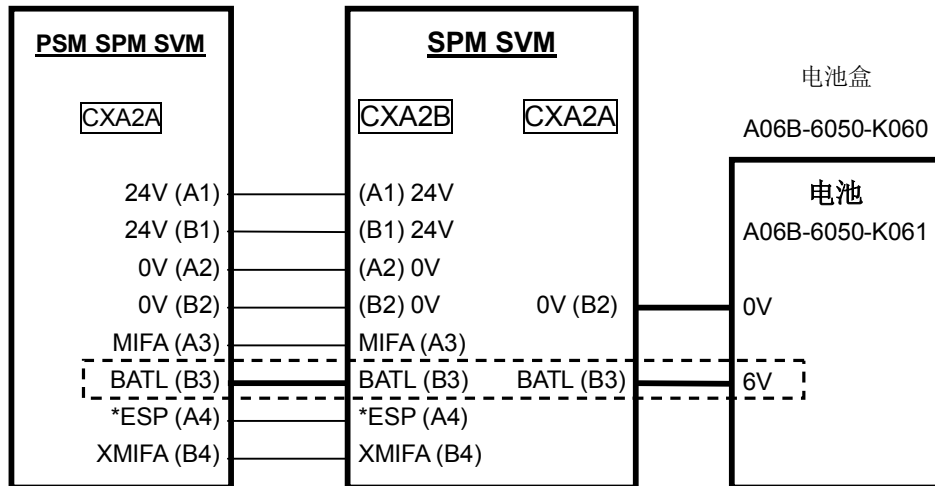 PSM SPM SVM
CXA2A
24V (A1)
24V (B1)
0V (A2)
0V (B2)
MIFA (A3)
BATL (B3)
*ESP (A4)
XMIFA (B4)
SPM SVM
CXA2B CXA2A
(A1) 24V
(B1) 24V
(A2) 0V
(B2) 0V 0V (B2)
MIFA (A3)
BATL (B3) BATL (B3)
*ESP (A4)
XMIFA (B4)
电池盒
A06B-6050-K060
电池
A06B-6050-K061
0V
6V